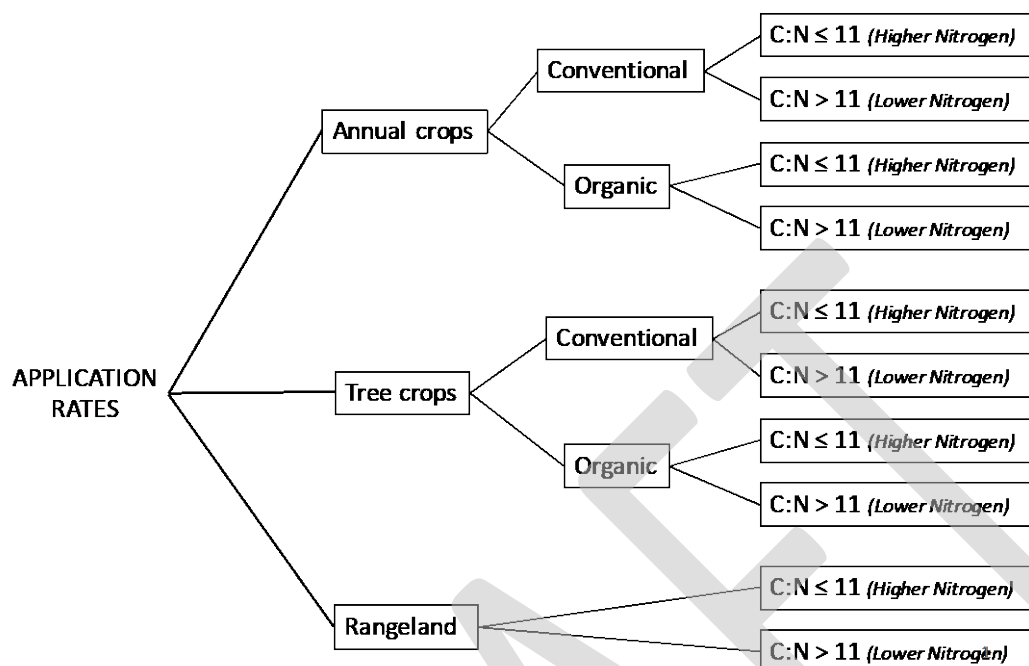 C:N ≤ 11 (Higher Nitrogen)
Conventional
C:N > 11 (Lower Nitrogen)
Annual crops
C:N ≤ 11 (Higher Nitrogen)
Organic
C:N > 11 (Lower Nitrogen)
C:N ≤ 11 (Higher Nitrogen)
Conventional
C:N > 11 (Lower Nitrogen)
APPLICATION
RATES
Tree crops
C:N ≤ 11 (Higher Nitrogen)
Organic
C:N > 11 (Lower Nitrogen)
C:N ≤ 11 (Higher Nitrogen)
Rangeland
C:N > 11 (Lower Nitrogen)